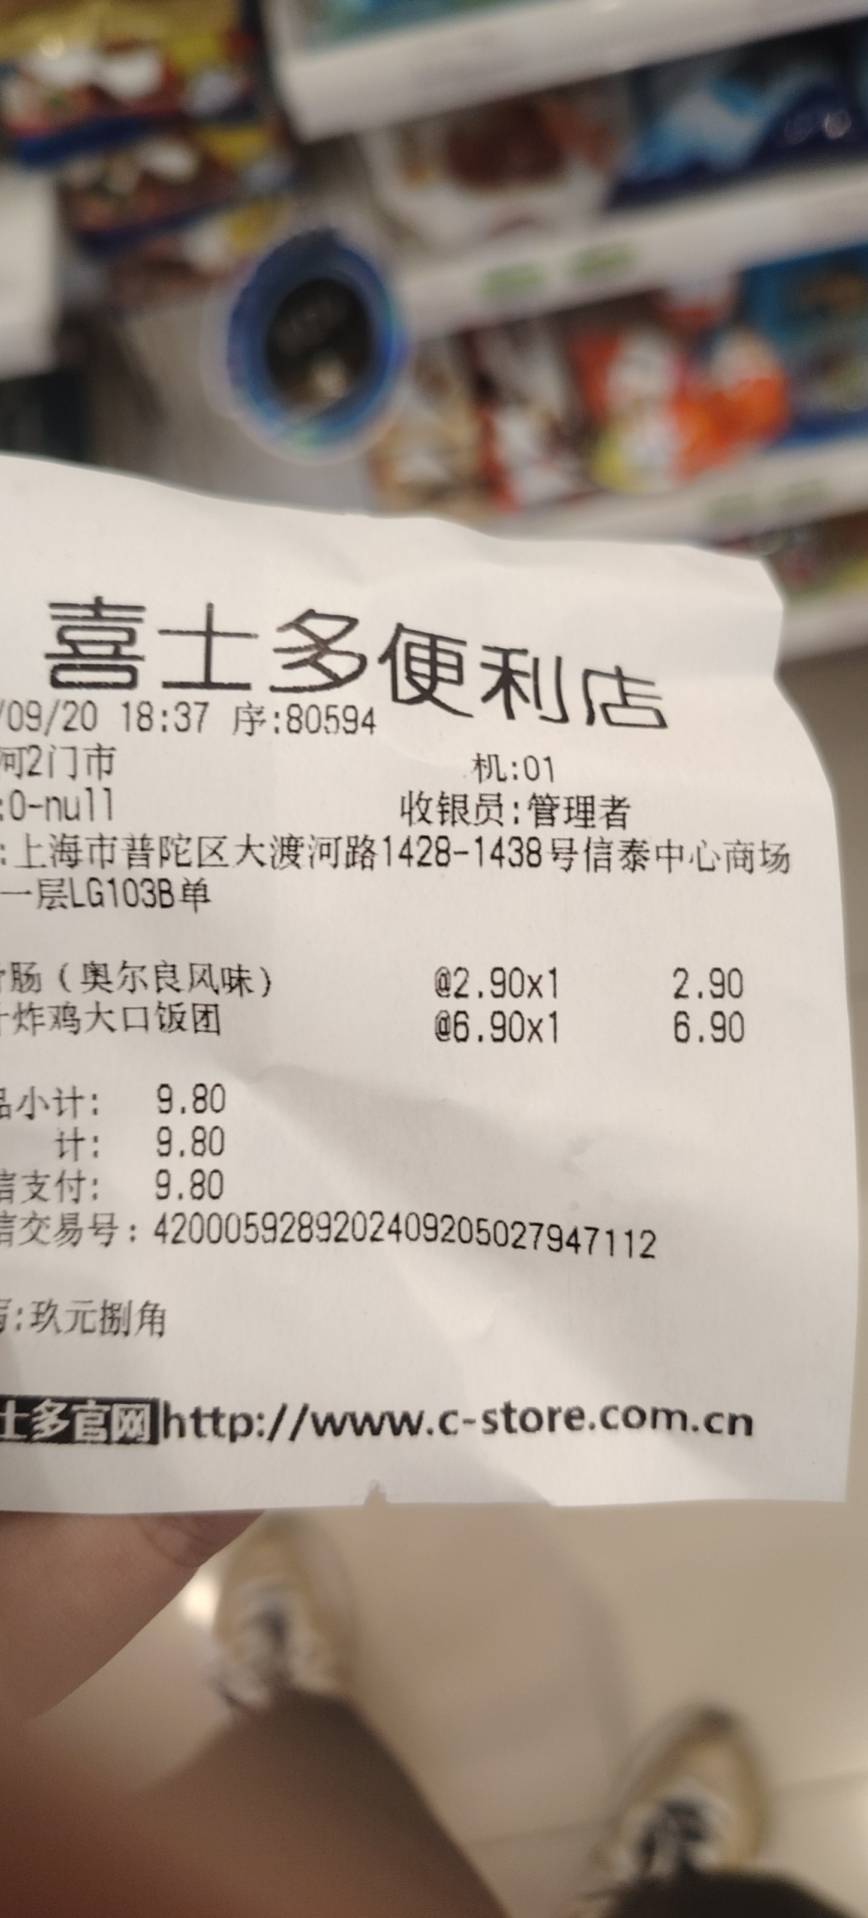 喜士多便利店
/09/20 18:37 序:80594
河2门市 机:01
:0-null 收银员:管理者
:上海市普陀区大渡河路1428-1438号信泰中心商场
一层LG103B单
肠（奥尔良风味） @2.90x1 2.90
炸鸡大口饭团 @6.90x1 6.90
品小计: 9.80
计: 9.80
信支付: 9.80
信交易号: 4200059289202409205027947112
写:玖元捌角
士多官网http://www.c-store.com.cn